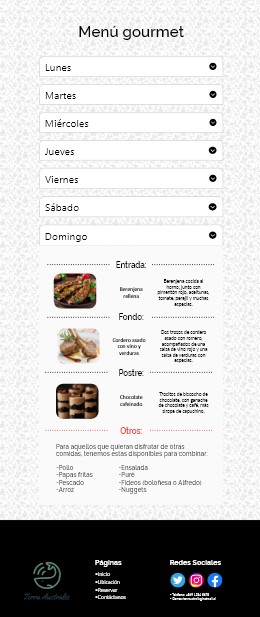 Menú gourmet
Lunes
Martes
Miércoles
Jueves
Viernes
Sábado
Domingo
Entrada:
Berenjena
rellena
Berenjena cocida al
horno, junto con
pimentón rojo, aceitunas,
tomate, perejil y muchas
especias.
Fondo:
Cordero asado
con vino y
verduras
Dos trozos de cordero
asado con romero,
acompañados de una
salsa de vino rojo y una
salsa de verduras con
especias.
Postre:
Chocolate
cafeinado
Trocitos de bizcocho de
chocolate, con ganache
de chocolate y café, más
sirope de capuchino.
Otros:
Para aquellos que quieran disfrutar de otras
comidas, tenemos estas disponibles para combinar:
-Pollo
-Papas fritas
-Pescado
-Arroz
-Ensalada
-Puré
-Fideos (boloñesa o Alfredo)
-Nuggets
Terra Australis
Páginas
•Inicio
•Ubicación
•Reservar
•Contáctanos
Redes Sociales